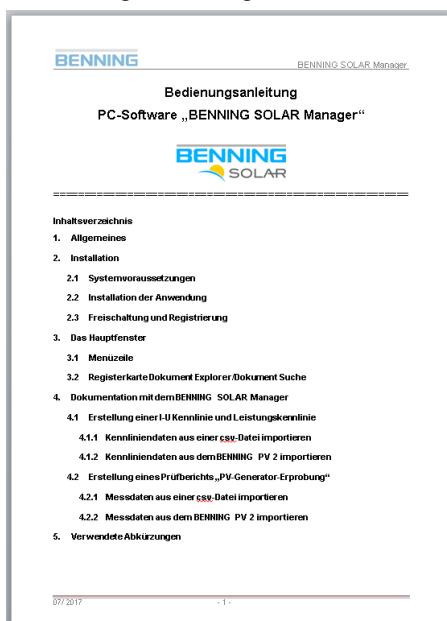 BENNING
BENNING SOLAR Manager
Bedienungsanleitung
PC-Software „BENNING SOLAR Manager“
BENNING
SOLAR
Inhaltsverzeichnis
1. Allgemeines
2. Installation
2.1 Systemvoraussetzungen
2.2 Installation der Anwendung
2.3 Freischaltung und Registrierung
3. Das Hauptfenster
3.1 Menüzeile
3.2 Registerkarte Dokument Explorer/Dokument Suche
4. Dokumentation mit dem BENNING SOLAR Manager
4.1 Erstellung einer I-U Kennlinie und Leistungskennlinie
4.1.1 Kennliniendaten aus einer csv-Datei importieren
4.1.2 Kennliniendaten aus dem BENNING PV 2 importieren
4.2 Erstellung eines Prüfberichts „PV-Generator-Erprobung“
4.2.1 Messdaten aus einer csv-Datei importieren
4.2.2 Messdaten aus dem BENNING PV 2 importieren
5. Verwendete Abkürzungen
07/ 2017
- 1 -